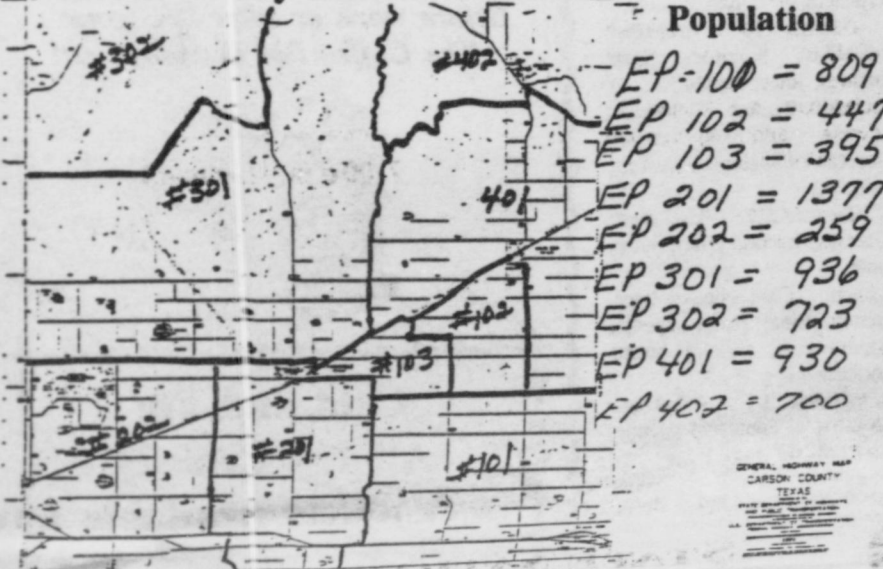 Population
EP-100 = 809
EP 102 = 447
EP 103 = 395
EP 201 = 1377
EP 202 = 259
EP 301 = 936
EP 302 = 723
EP 401 = 930
EP 402 = 700
#302
#402
#301
401
#102
#103
#202
#201
#101
GENERAL HIGHWAY MAP
CARSON COUNTY
TEXAS